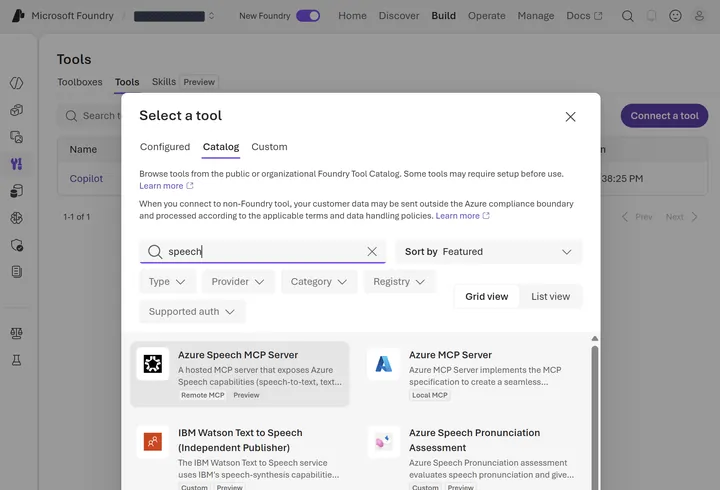 Microsoft Foundry
New Foundry
Home
Discover
Build
Operate
Manage
Docs
Tools
Toolboxes
Tools
Skills
Preview
Search t
Connect a tool
Name
n
Copilot
38:25 PM
1-1 of 1
Prev
Next
Select a tool
Configured
Catalog
Custom
Browse tools from the public or organizational Foundry Tool Catalog. Some tools may require setup before use.
Learn more
When you connect to non-Foundry tool, your customer data may be sent outside the Azure compliance boundary
and processed according to the applicable terms and data handling policies. Learn more
speech
Sort by Featured
Type
Provider
Category
Registry
Supported auth
Grid view
List view
Azure Speech MCP Server
A hosted MCP server that exposes Azure
Speech capabilities (speech-to-text, text...
Remote MCP
Preview
Azure MCP Server
Azure MCP Server implements the MCP
specification to create a seamless...
Local MCP
IBM Watson Text to Speech
(Independent Publisher)
The IBM Watson Text to Speech service
uses IBM's speech-synthesis capabilitie...
Custom
Preview
Azure Speech Pronunciation
Assessment
Azure Speech Pronunciation assessment
evaluates speech pronunciation and give...
Custom
Preview